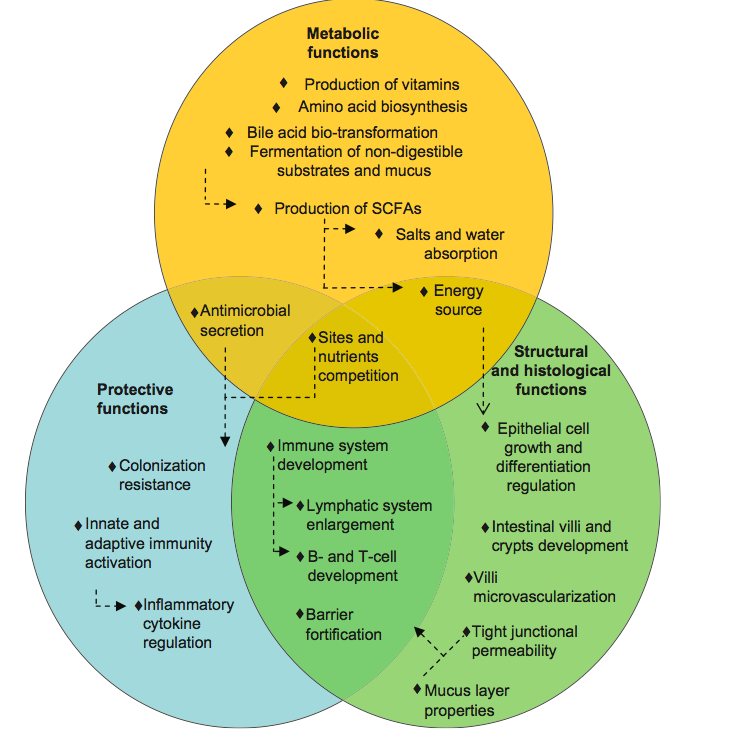 Metabolic
functions
♦ Production of vitamins
♦ Amino acid biosynthesis
♦ Bile acid bio-transformation
♦ Fermentation of non-digestible
substrates and mucus
♦ Production of SCFAs
♦ Salts and water
absorption
♦ Energy
source
♦Antimicrobial
secretion
♦Sites and
nutrients
competition
Protective
functions
♦Colonization
resistance
♦Innate and
adaptive immunity
activation
♦Inflammatory
cytokine
regulation
♦Immune system
development
♦Lymphatic system
enlargement
♦B- and T-cell
development
♦Barrier
fortification
Structural
and histological
functions
♦ Epithelial cell
growth and
differentiation
regulation
♦Intestinal villi and
crypts development
♦Villi
microvascularization
♦Tight junctional
permeability
♦Mucus layer
properties